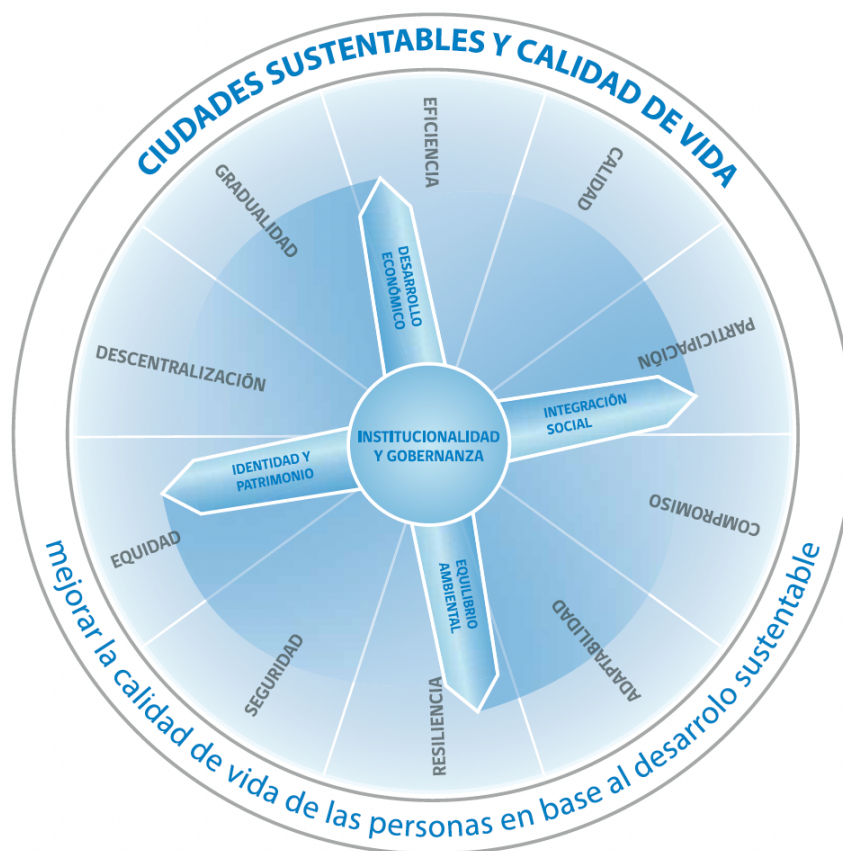 CIUDADES SUSTENTABLES Y CALIDAD DE VIDA
EFICIENCIA
CALIDAD
PARTICIPACIÓN
COMPROMISO
ADAPTABILIDAD
RESILIENCIA
SEGURIDAD
EQUIDAD
DESCENTRALIZACIÓN
GRADUALIDAD
DESARROLLO
ECONÓMICO
INTEGRACIÓN
SOCIAL
EQUILIBRIO
AMBIENTAL
IDENTIDAD Y
PATRIMONIO
INSTITUCIONALIDAD
Y GOBERNANZA
mejorar la calidad de vida de las personas en base al desarrolo sustentable